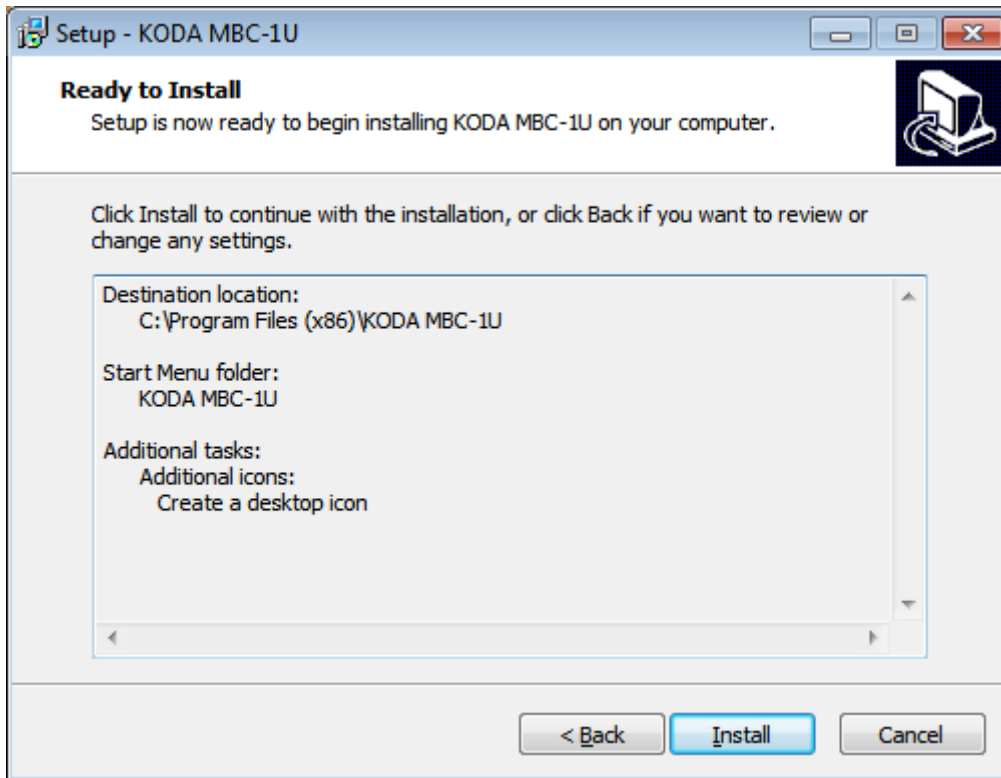 Setup - KODA MBC-1U
Ready to Install
Setup is now ready to begin installing KODA MBC-1U on your computer.
Click Install to continue with the installation, or click Back if you want to review or
change any settings.
Destination location:
C:\Program Files (x86)\KODA MBC-1U
Start Menu folder:
KODA MBC-1U
Additional tasks:
Additional icons:
Create a desktop icon
< Back
Install
Cancel